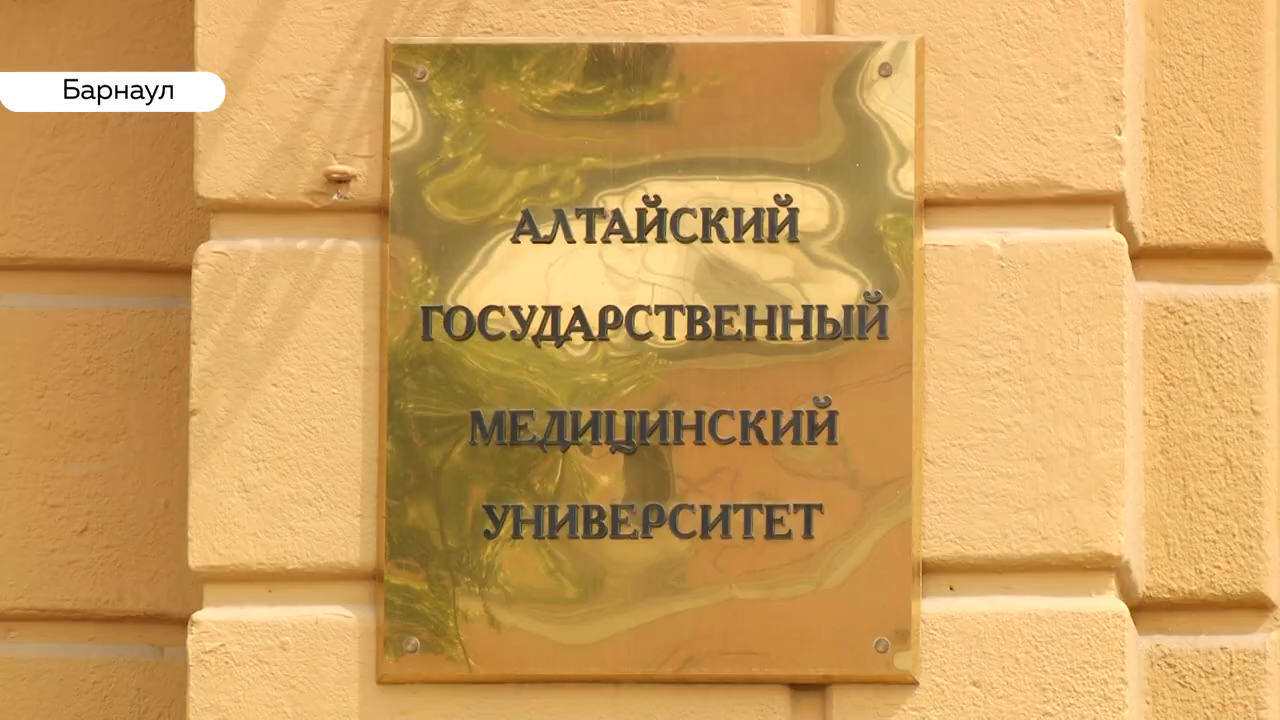 Барнаул
АЛТАЙСКИЙ
ГОСУДАРСТВЕННЫЙ
МЕДИЦИНСКИЙ
УНИВЕРСИТЕТ